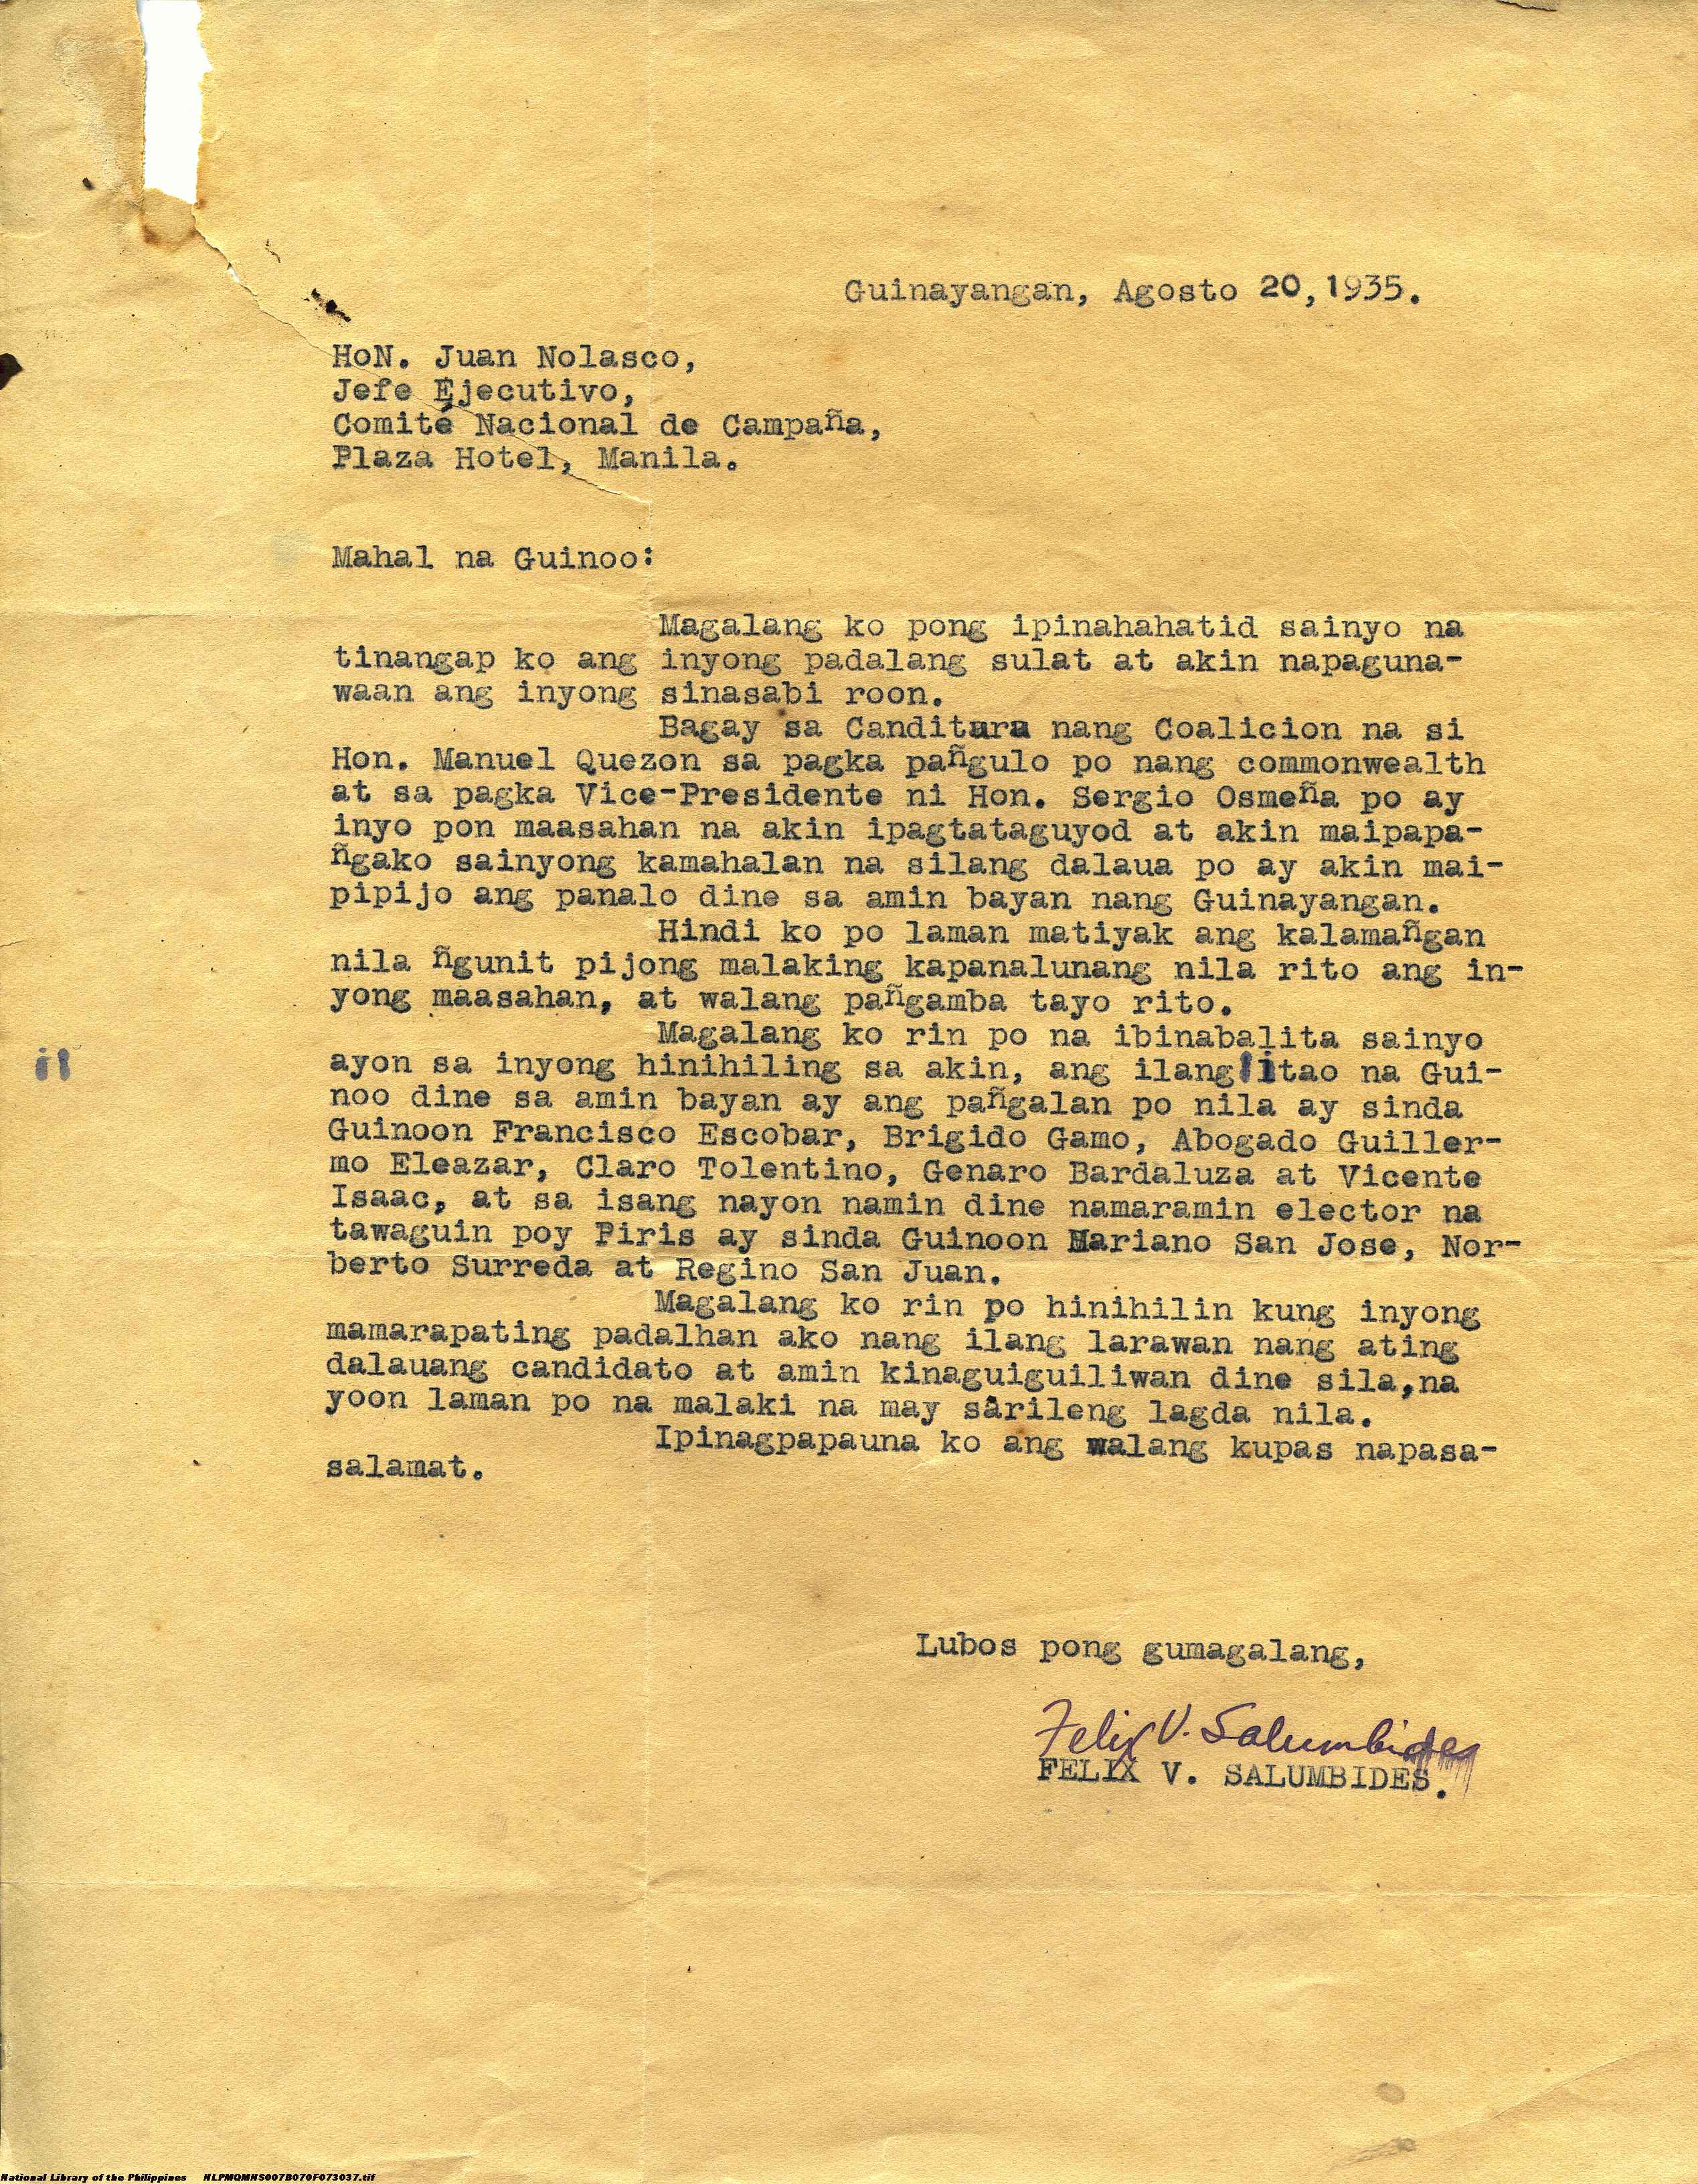 Guinayangan, Agosto 20,1935.
HoN. Juan Nolasco,
Jefe Ejecutivo,
Comité Nacional de Campaña,
Plaza Hotel, Manila.
Mahal na Guinoo:
Magalang ko pong ipinahahatid sainyo na
tinangap ko ang inyong padalang sulat at akin napaguna-
waan ang inyong sinasabi roon.
Bagay sa Canditura nang Coalicion na si
Hon. Manuel Quezon sa pagka pañgulo po nang commonwealth
at sa pagka Vice-Presidente ni Hon. Sergio Osmeña po ay
inyo pon maasahan na akin ipagtataguyod at akin maipapa-
ñgako sainyong kamahalan na silang dalaua po ay akin mai-
pipijo ang panalo dine sa amin bayan nang Guinayangan.
Hindi ko po laman matiyak ang kalamañgan
nila ñgunit pijong malaking kapanalunang nila rito ang in-
yong maasahan, at walang pañgamba tayo rito.
Magalang ko rin po na ibinabalita sainyo
ayon sa inyong hinihiling sa akin, ang ilang tao na Gui-
noo dine sa amin bayan ay ang pañgalan po nila ay sinda
Guinoon Francisco Escobar, Brigido Gamo, Abogado Guiller-
mo Eleazar, Claro Tolentino, Genaro Bardaluza at Vicente
Isaac, at sa isang nayon namin dine namaramin elector na
tawaguin poy Piris ay sinda Guinoon Mariano San Jose, Nor-
berto Surreda at Regino San Juan.
Magalang ko rin po hinihilin kung inyong
mamarapating padalhan ako nang ilang larawan nang ating
dalauang candidato at amin kinaguiguiliwan dine sila,na
yoon laman po na malaki na may sarileng lagda nila.
Ipinagpapauna ko ang walang kupas napasa-
salamat.
Lubos pong gumagalang,
Felix V. Salumbides
FELIX V. SALUMBIDES.
National Library of the Philippines NLPMQMNS007B070F073037.tif